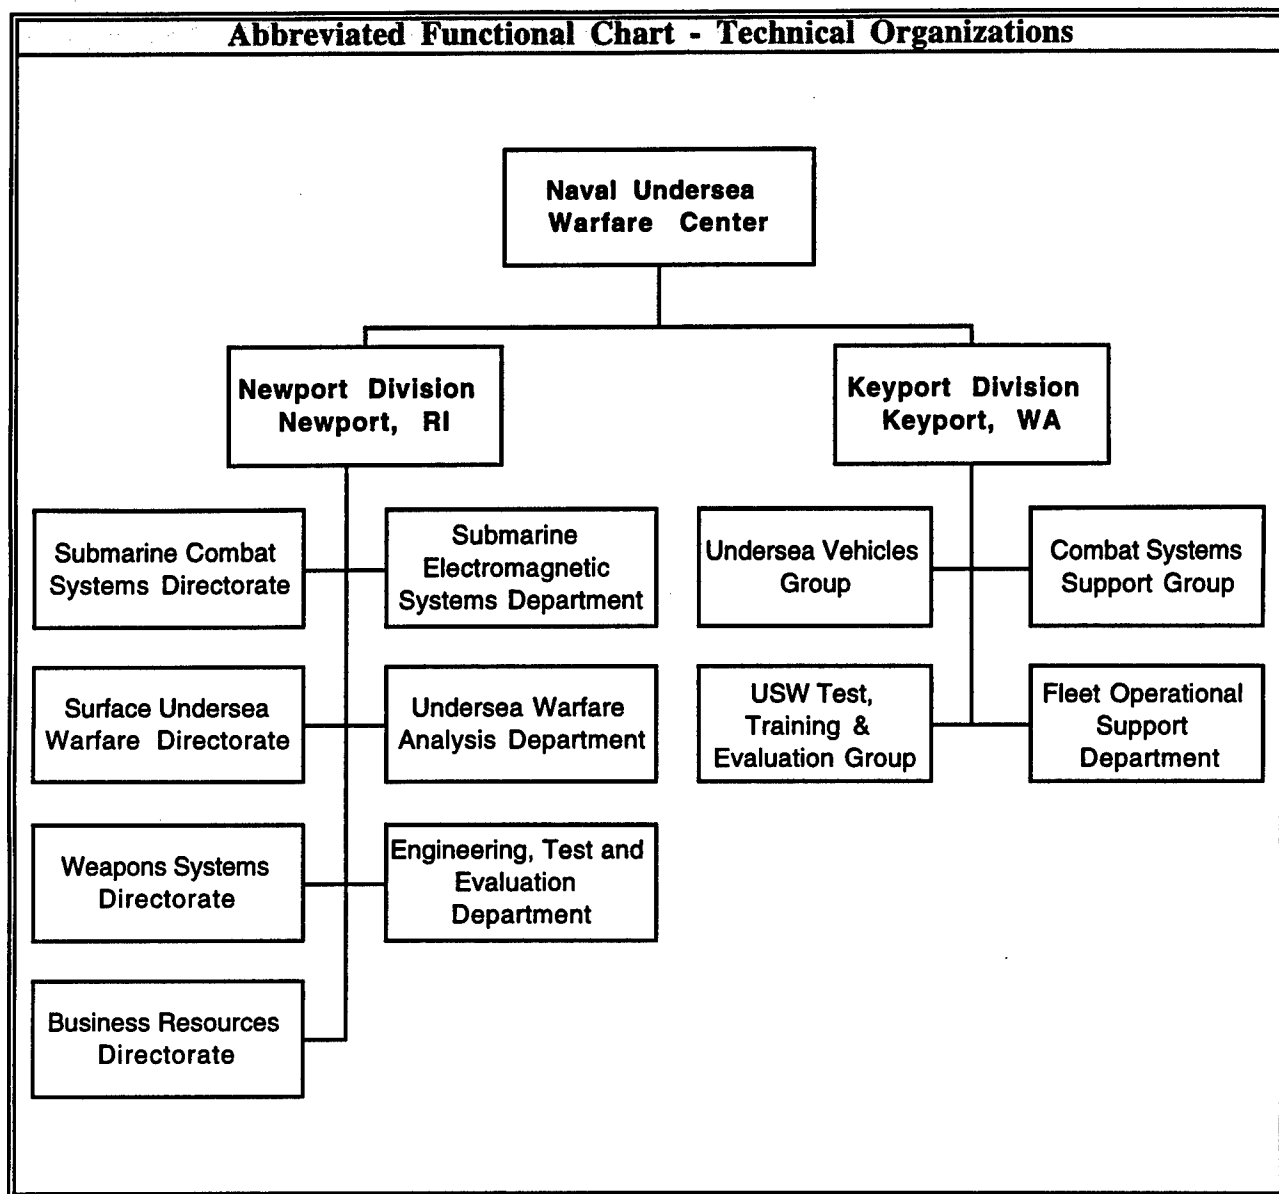 Abbreviated Functional Chart - Technical Organizations
Naval Undersea
Warfare Center
Newport Division
Newport, RI
Keyport Division
Keyport, WA
Submarine Combat
Systems Directorate
Submarine
Electromagnetic
Systems Department
Undersea Vehicles
Group
Combat Systems
Support Group
Surface Undersea
Warfare Directorate
Undersea Warfare
Analysis Department
USW Test,
Training &
Evaluation Group
Fleet Operational
Support
Department
Weapons Systems
Directorate
Engineering, Test and
Evaluation
Department
Business Resources
Directorate